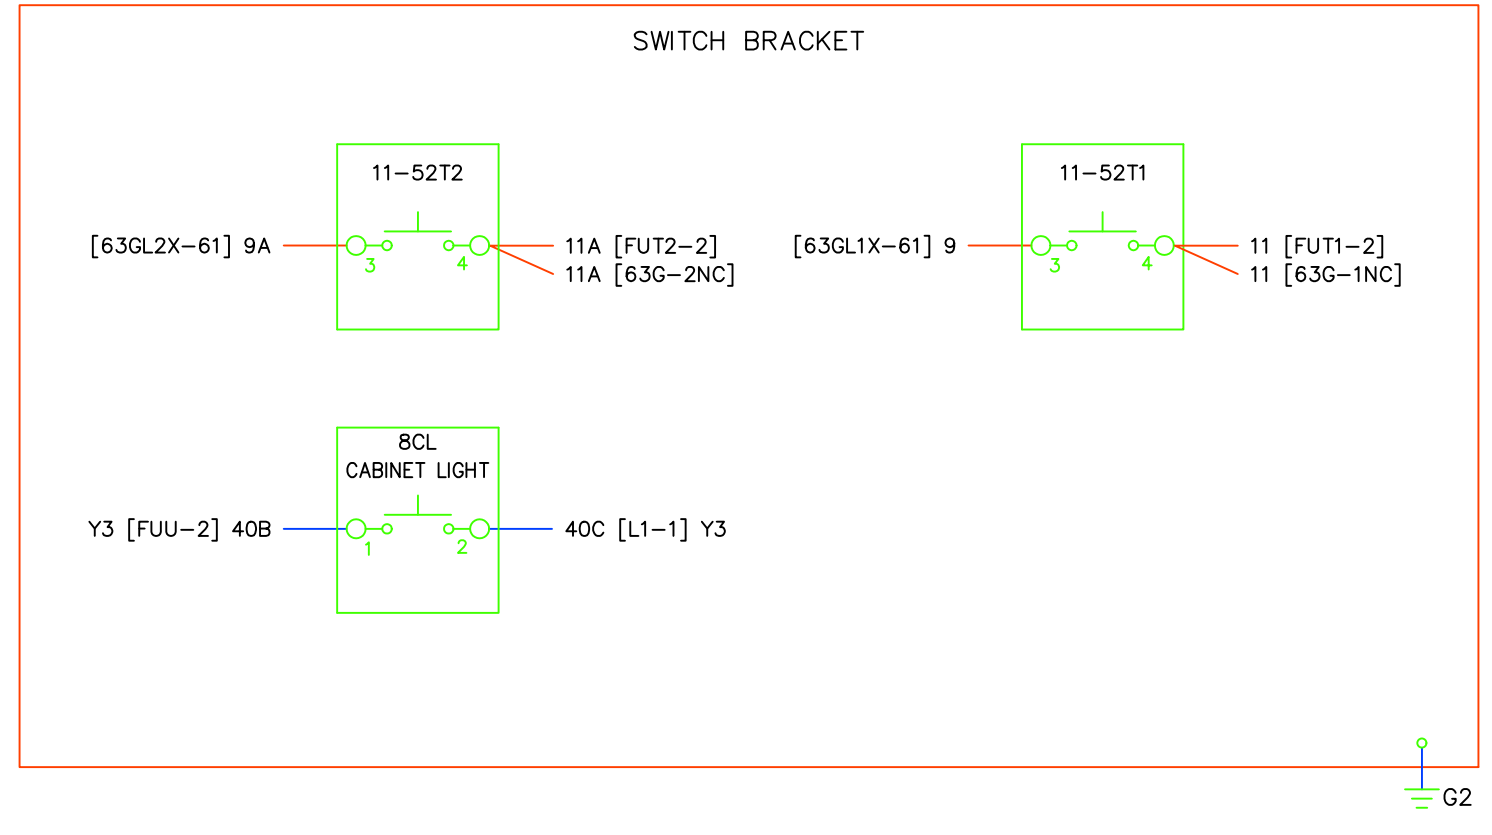 SWITCH BRACKET
11-52T2
[63GL2X-61] 9A
3
4
11A [FUT2-2]
11A [63G-2NC]
11-52T1
[63GL1X-61] 9
3
4
11 [FUT1-2]
11 [63G-1NC]
8CL
CABINET LIGHT
Y3 [FUU-2] 40B
1
2
40C [L1-1] Y3
G2